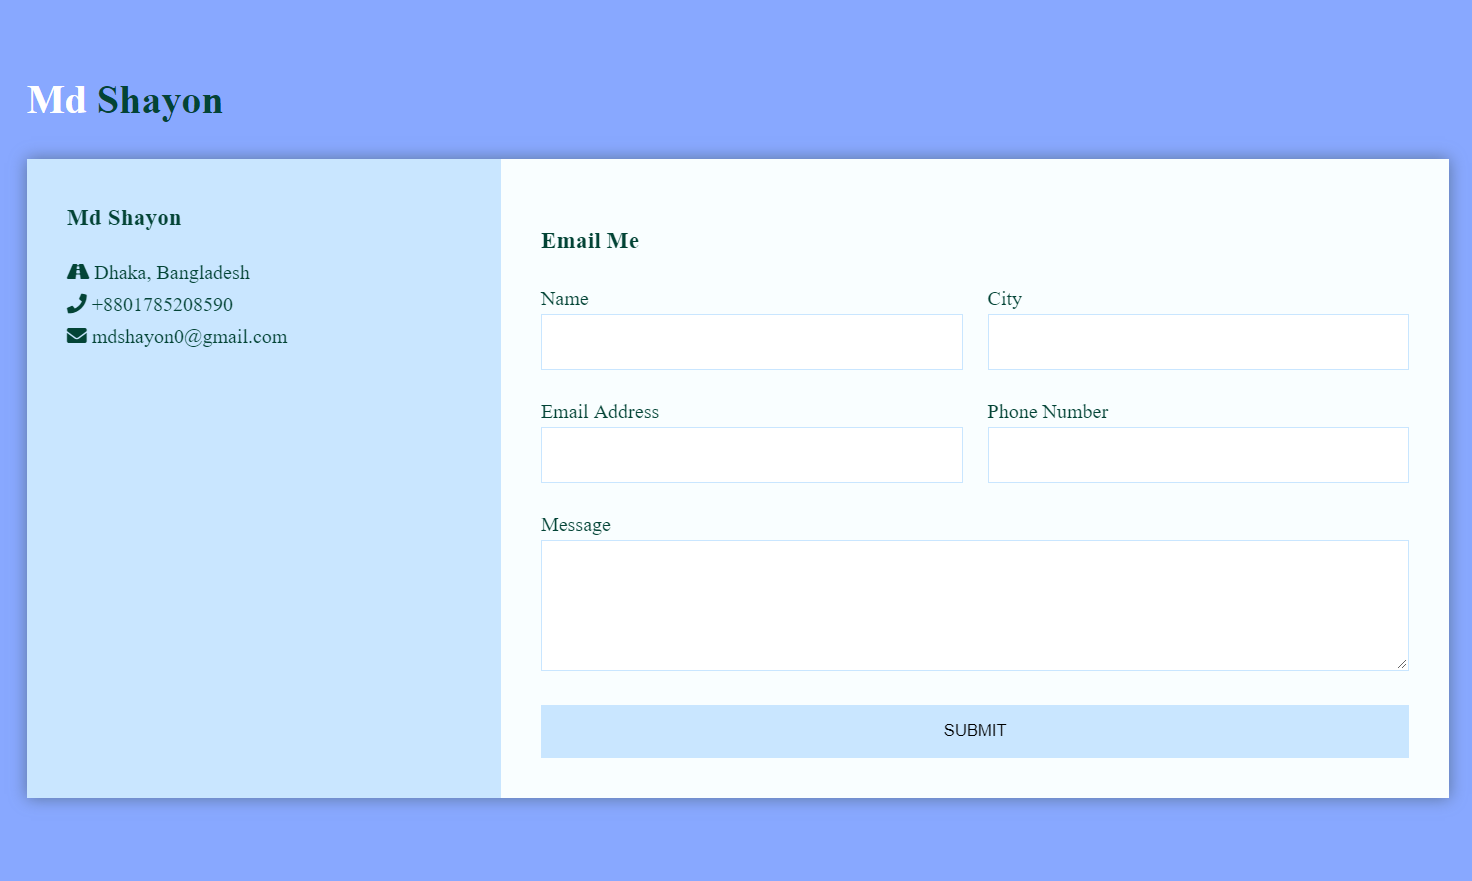 Md Shayon
Md Shayon
Dhaka, Bangladesh
+8801785208590
mdshayon0@gmail.com
Email Me
Name
City
Email Address
Phone Number
Message
SUBMIT